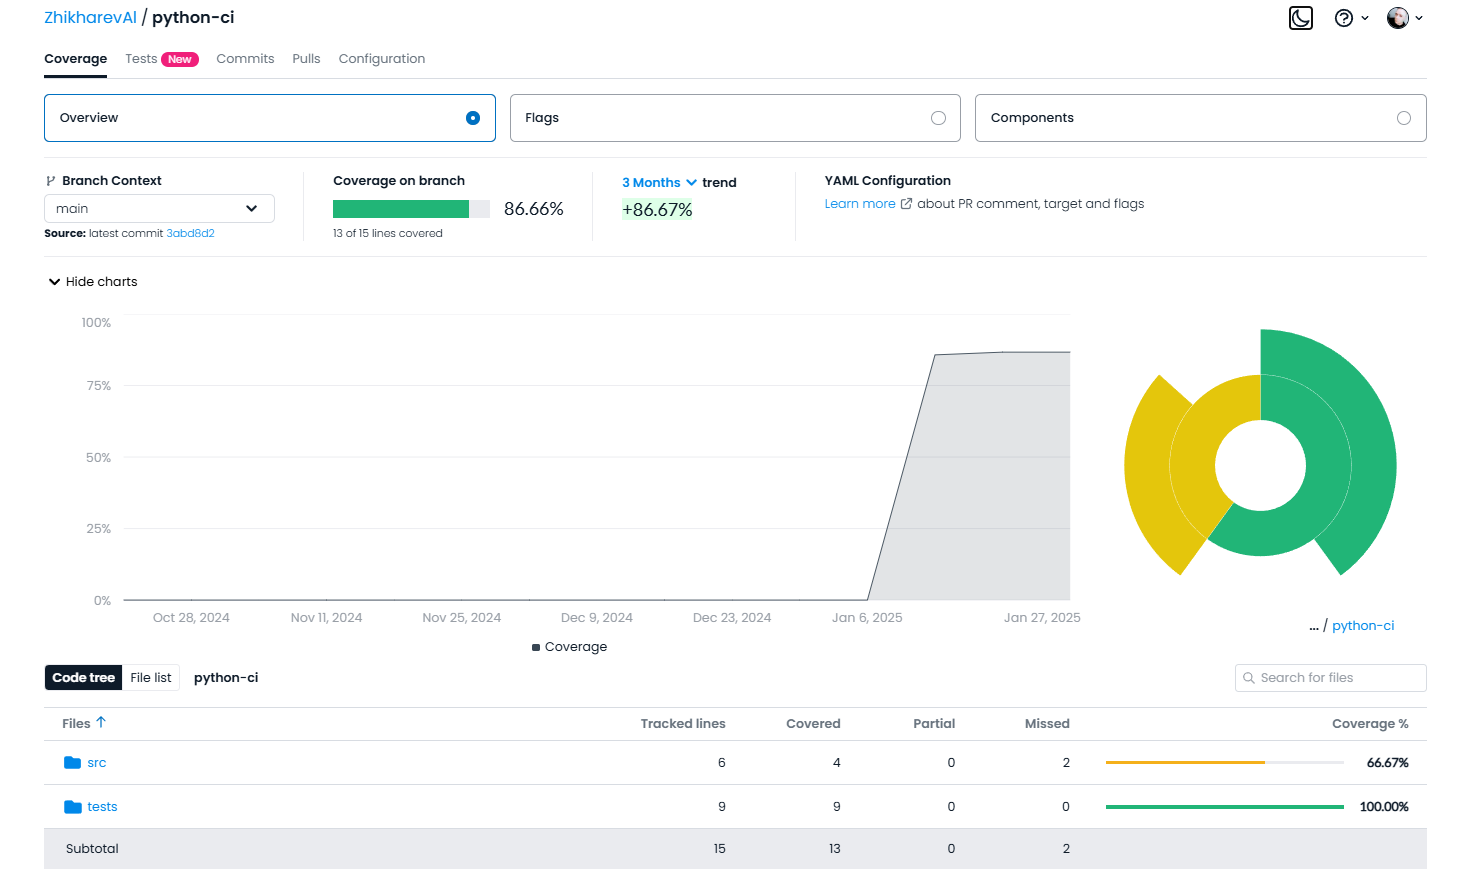 ZhikharevAI / python-ci
Coverage Tests New Commits Pulls Configuration
Overview Flags Components
Branch Context
main
Source: latest commit 3abd8d2
Coverage on branch
86.66%
13 of 15 lines covered
3 Months trend
+86.67%
YAML Configuration
Learn more about PR comment, target and flags
Hide charts
100%
75%
50%
25%
0%
Oct 28, 2024 Nov 11, 2024 Nov 25, 2024 Dec 9, 2024 Dec 23, 2024 Jan 6, 2025 Jan 27, 2025
Coverage
... / python-ci
Code tree File list python-ci Search for files
Files Tracked lines Covered Partial Missed Coverage %
src 6 4 0 2 66.67%
tests 9 9 0 0 100.00%
Subtotal 15 13 0 2